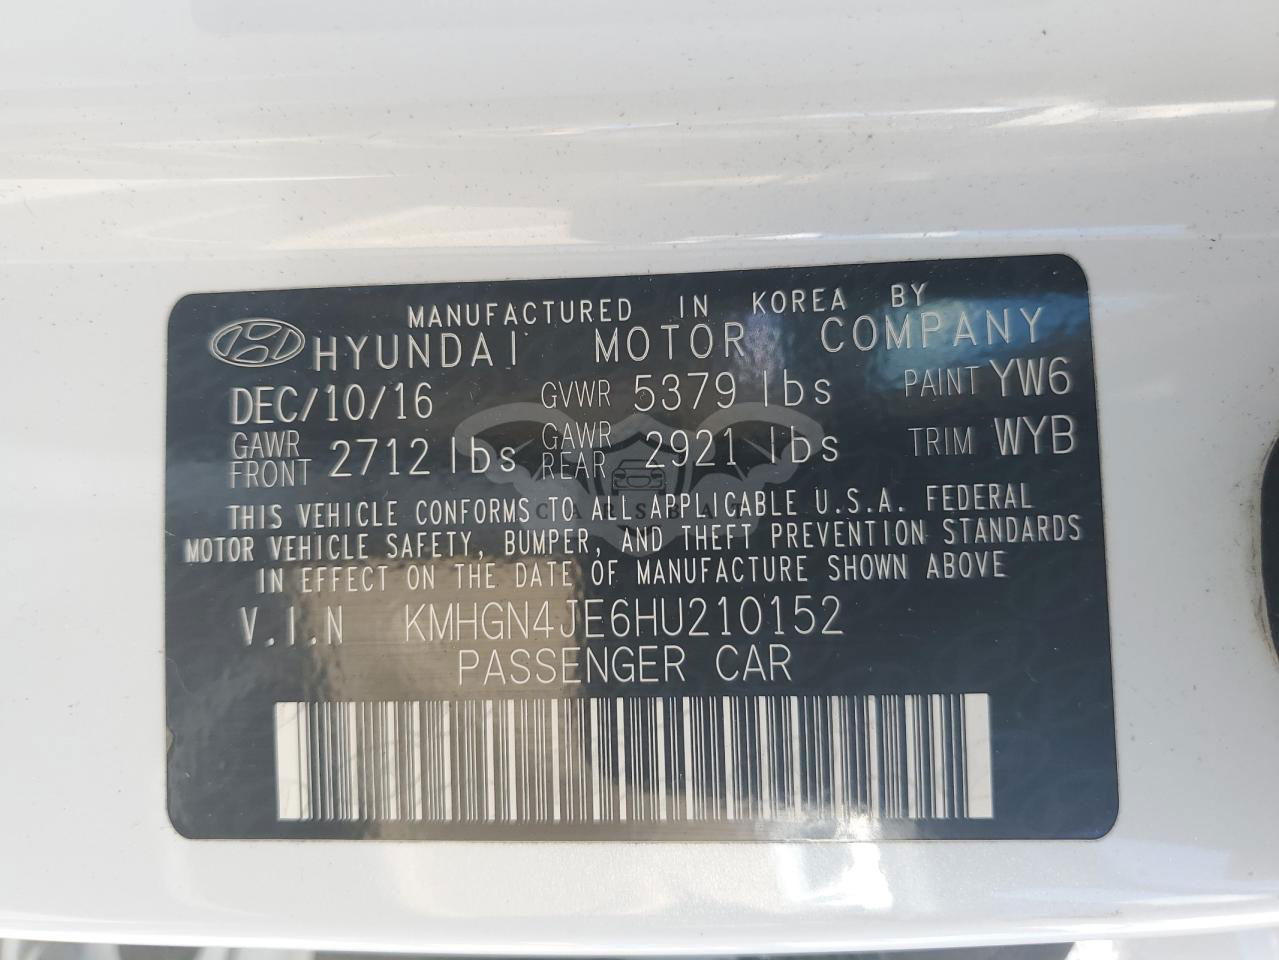 MANUFACTURED IN KOREA BY
HYUNDAI MOTOR COMPANY
DEC/10/16 GVWR 5379 lbs PAINT YW6
GAWR FRONT 2712 lbs GAWR REAR 2921 lbs TRIM WYB
THIS VEHICLE CONFORMS TO ALL APPLICABLE U.S.A. FEDERAL
MOTOR VEHICLE SAFETY, BUMPER, AND THEFT PREVENTION STANDARDS
IN EFFECT ON THE DATE OF MANUFACTURE SHOWN ABOVE
V.I.N KMHGN4JE6HU210152
PASSENGER CAR
CARSBAT